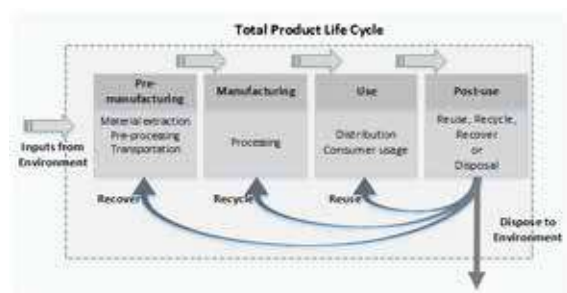 Total Product Life Cycle
Pre-
manufacturing
Material extraction
Pre-processing
Transportation
Manufacturing
Processing
Use
Distribution
Consumer usage
Post-use
Reuse, Recycle,
Recover
or
Disposal
Inputs from
Environment
Recover
Recycle
Reuse
Dispose to
Environment